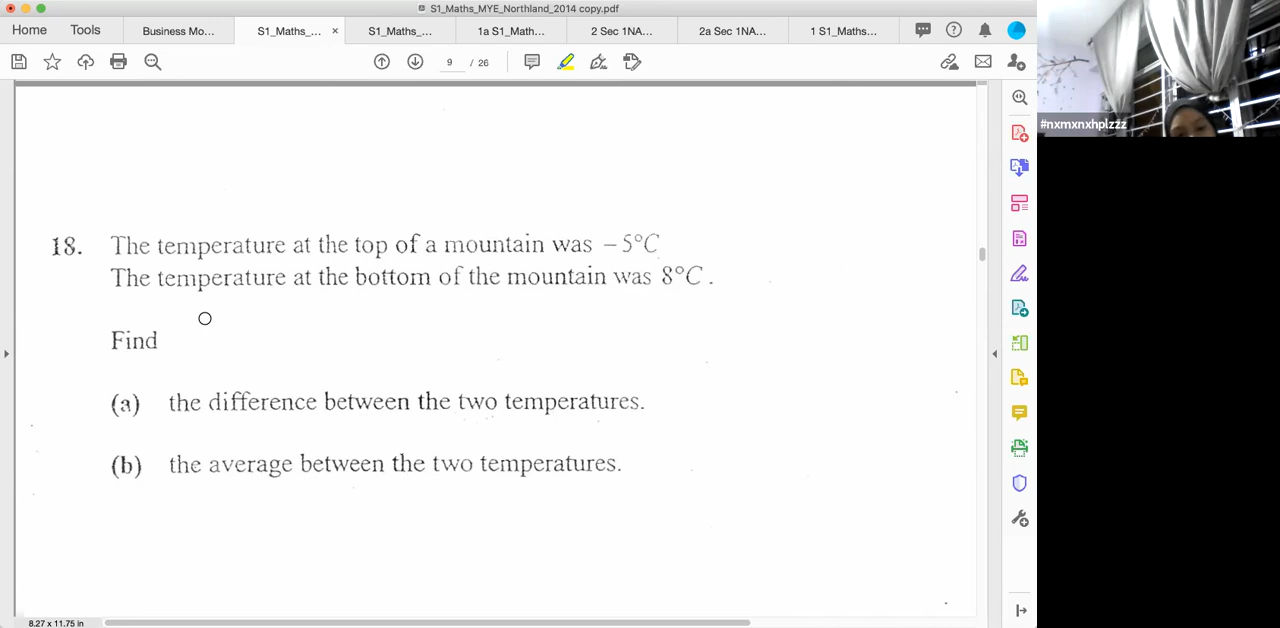 S1_Maths_MYE_Northland_2014 copy.pdf
Home Tools Business Mo... S1_Maths_... × S1_Maths_... 1a S1_Math... 2 Sec 1NA... 2a Sec 1NA... 1 S1_Maths...
9 / 26
#nxmxnxhplzzz
18. The temperature at the top of a mountain was −5°C
The temperature at the bottom of the mountain was 8°C.
Find
(a) the difference between the two temperatures.
(b) the average between the two temperatures.
8.27 x 11.75 in